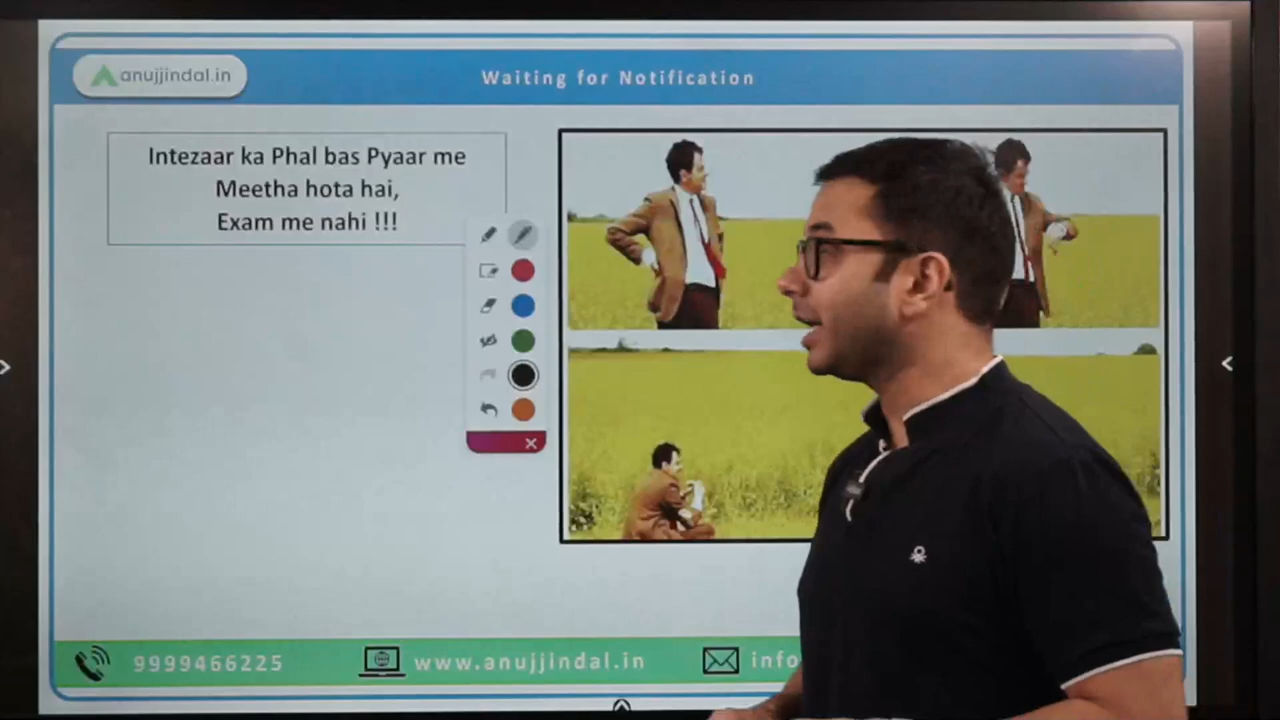 anujjindal.in
Waiting for Notification
Intezaar ka Phal bas Pyaar me
Meetha hota hai,
Exam me nahi !!!
9999466225
www.anujjindal.in
info